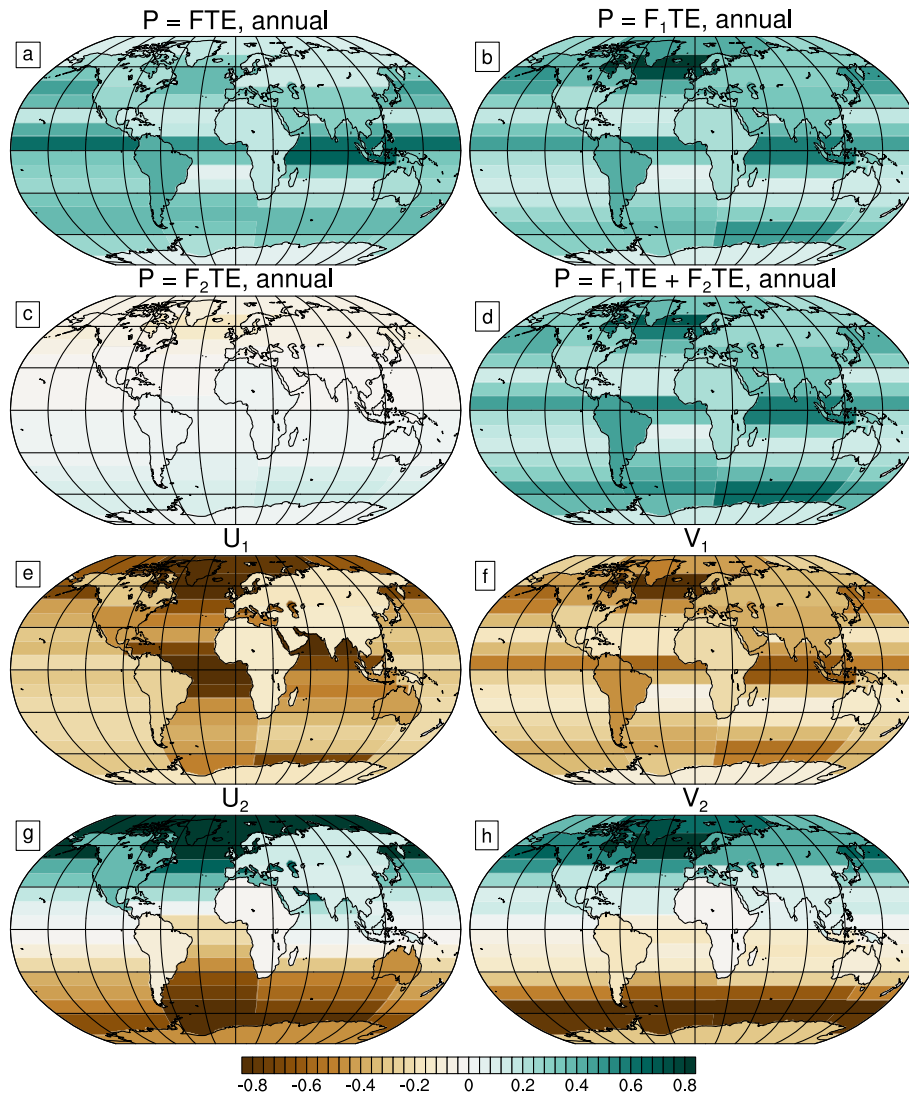 P = FTE, annual
P = F₁TE, annual
a
b
P = F₂TE, annual
P = F₁TE + F₂TE, annual
c
d
U₁
V₁
e
f
U₂
V₂
g
h
-0.8 -0.6 -0.4 -0.2 0 0.2 0.4 0.6 0.8